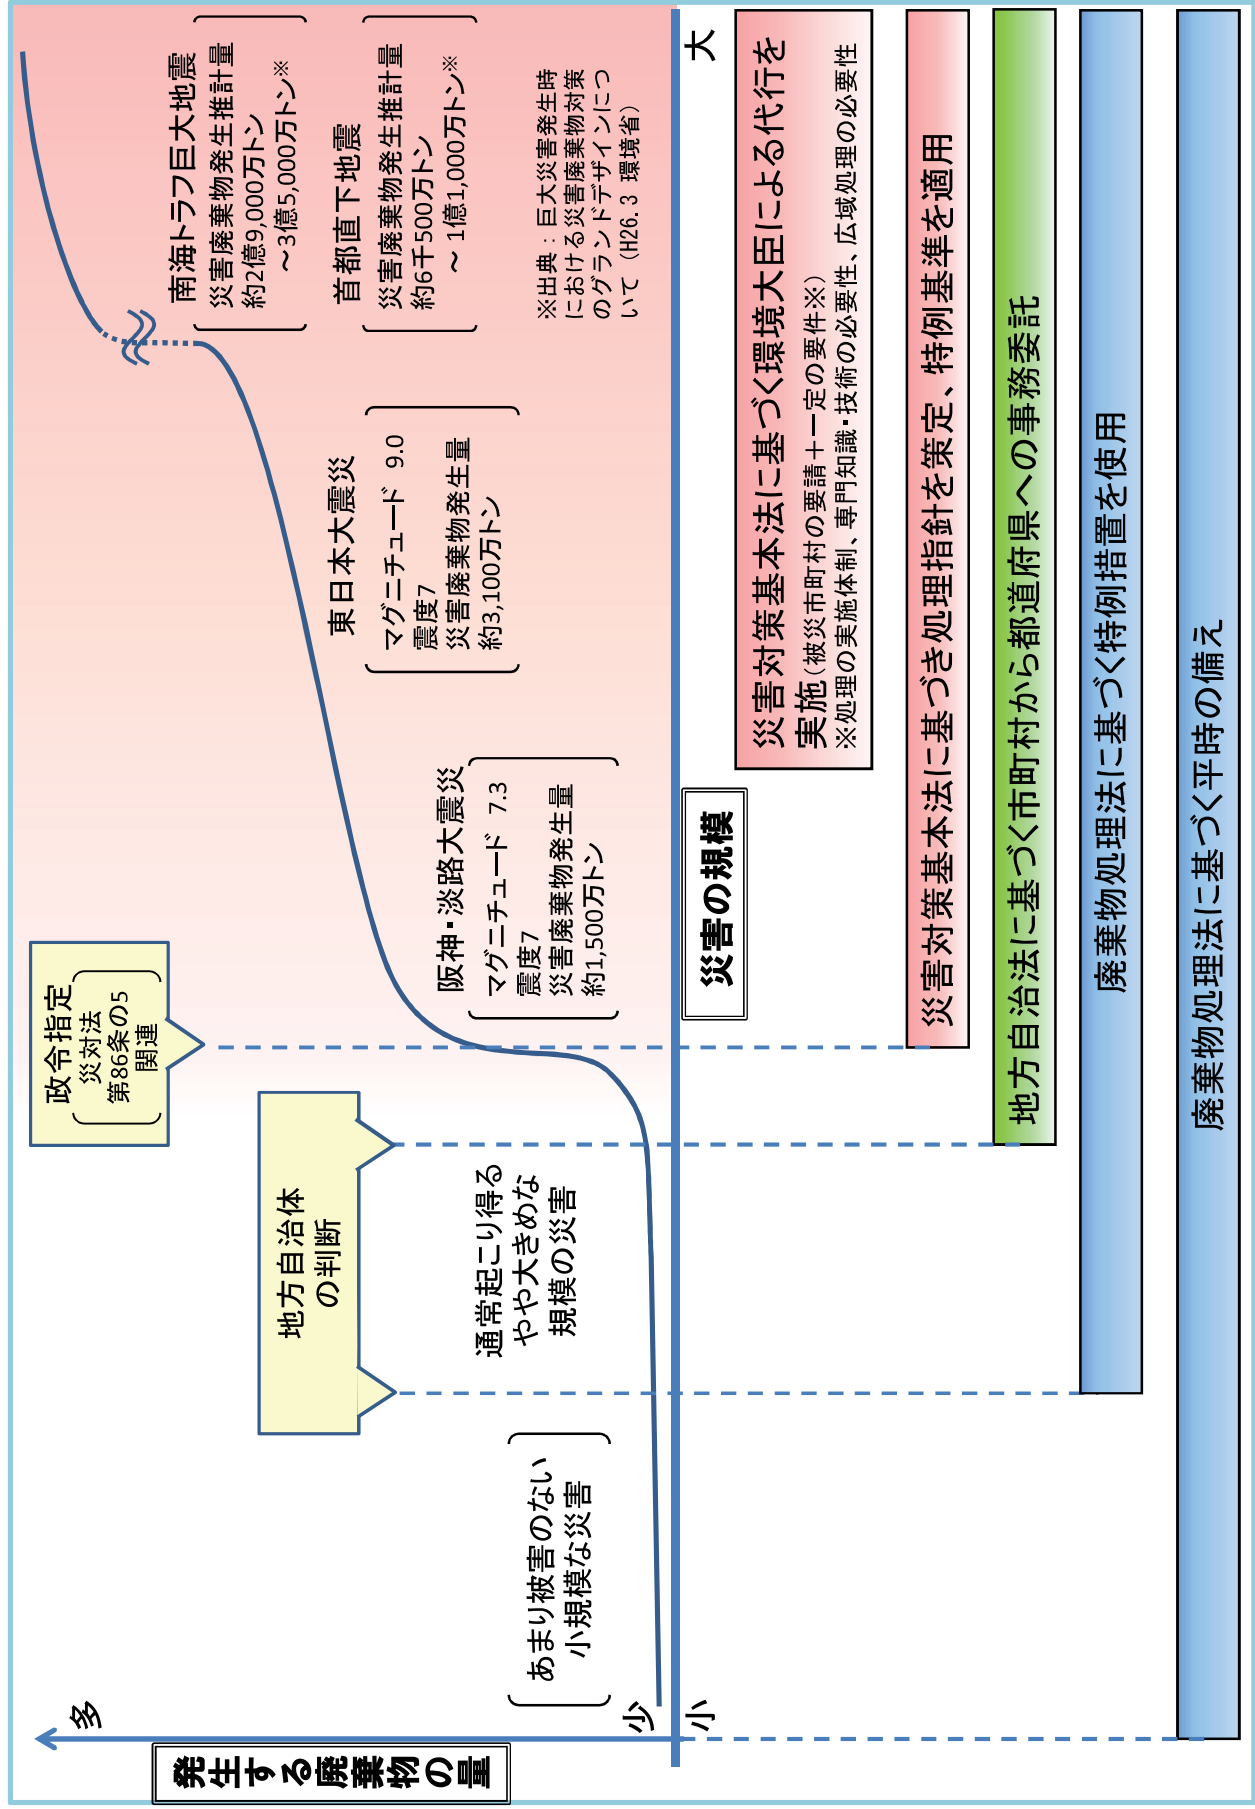 発生する廃棄物の量
多
少
小
大
災害の規模
あまり被害のない
小規模な災害
通常起こり得る
やや大きめな
規模の災害
地方自治体
の判断
政令指定
災対法
第86条の5
関連
阪神・淡路大震災
マグニチュード 7.3
震度7
災害廃棄物発生量
約1,500万トン
東日本大震災
マグニチュード 9.0
震度7
災害廃棄物発生量
約3,100万トン
南海トラフ巨大地震
災害廃棄物発生推計量
約2億9,000万トン
～3億5,000万トン※
首都直下地震
災害廃棄物発生推計量
約6千500万トン
～ 1億1,000万トン※
※出典：巨大災害発生時
における災害廃棄物対策
のグランドデザインにつ
いて（H26.3 環境省）
災害対策基本法に基づく環境大臣による代行を
実施（被災市町村の要請＋一定の要件※）
※処理の実施体制、専門知識・技術の必要性、広域処理の必要性
災害対策基本法に基づき処理指針を策定、特例基準を適用
地方自治法に基づく市町村から都道府県への事務委託
廃棄物処理法に基づく特例措置を使用
廃棄物処理法に基づく平時の備え